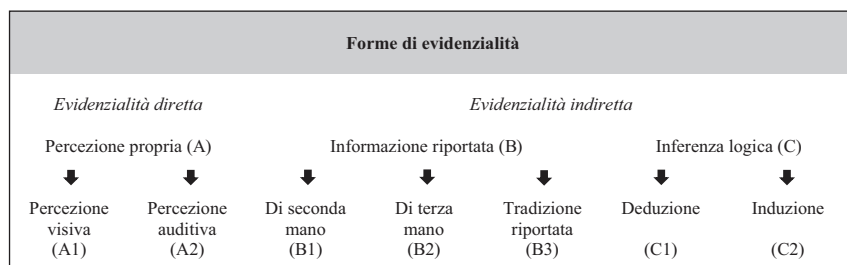 Forme di evidenzialità
Evidenzialità diretta Evidenzialità indiretta
Percezione propria (A) Informazione riportata (B) Inferenza logica (C)
Percezione Percezione Di seconda Di terza Tradizione Deduzione Induzione
visiva auditiva mano mano riportata
(A1) (A2) (B1) (B2) (B3) (C1) (C2)